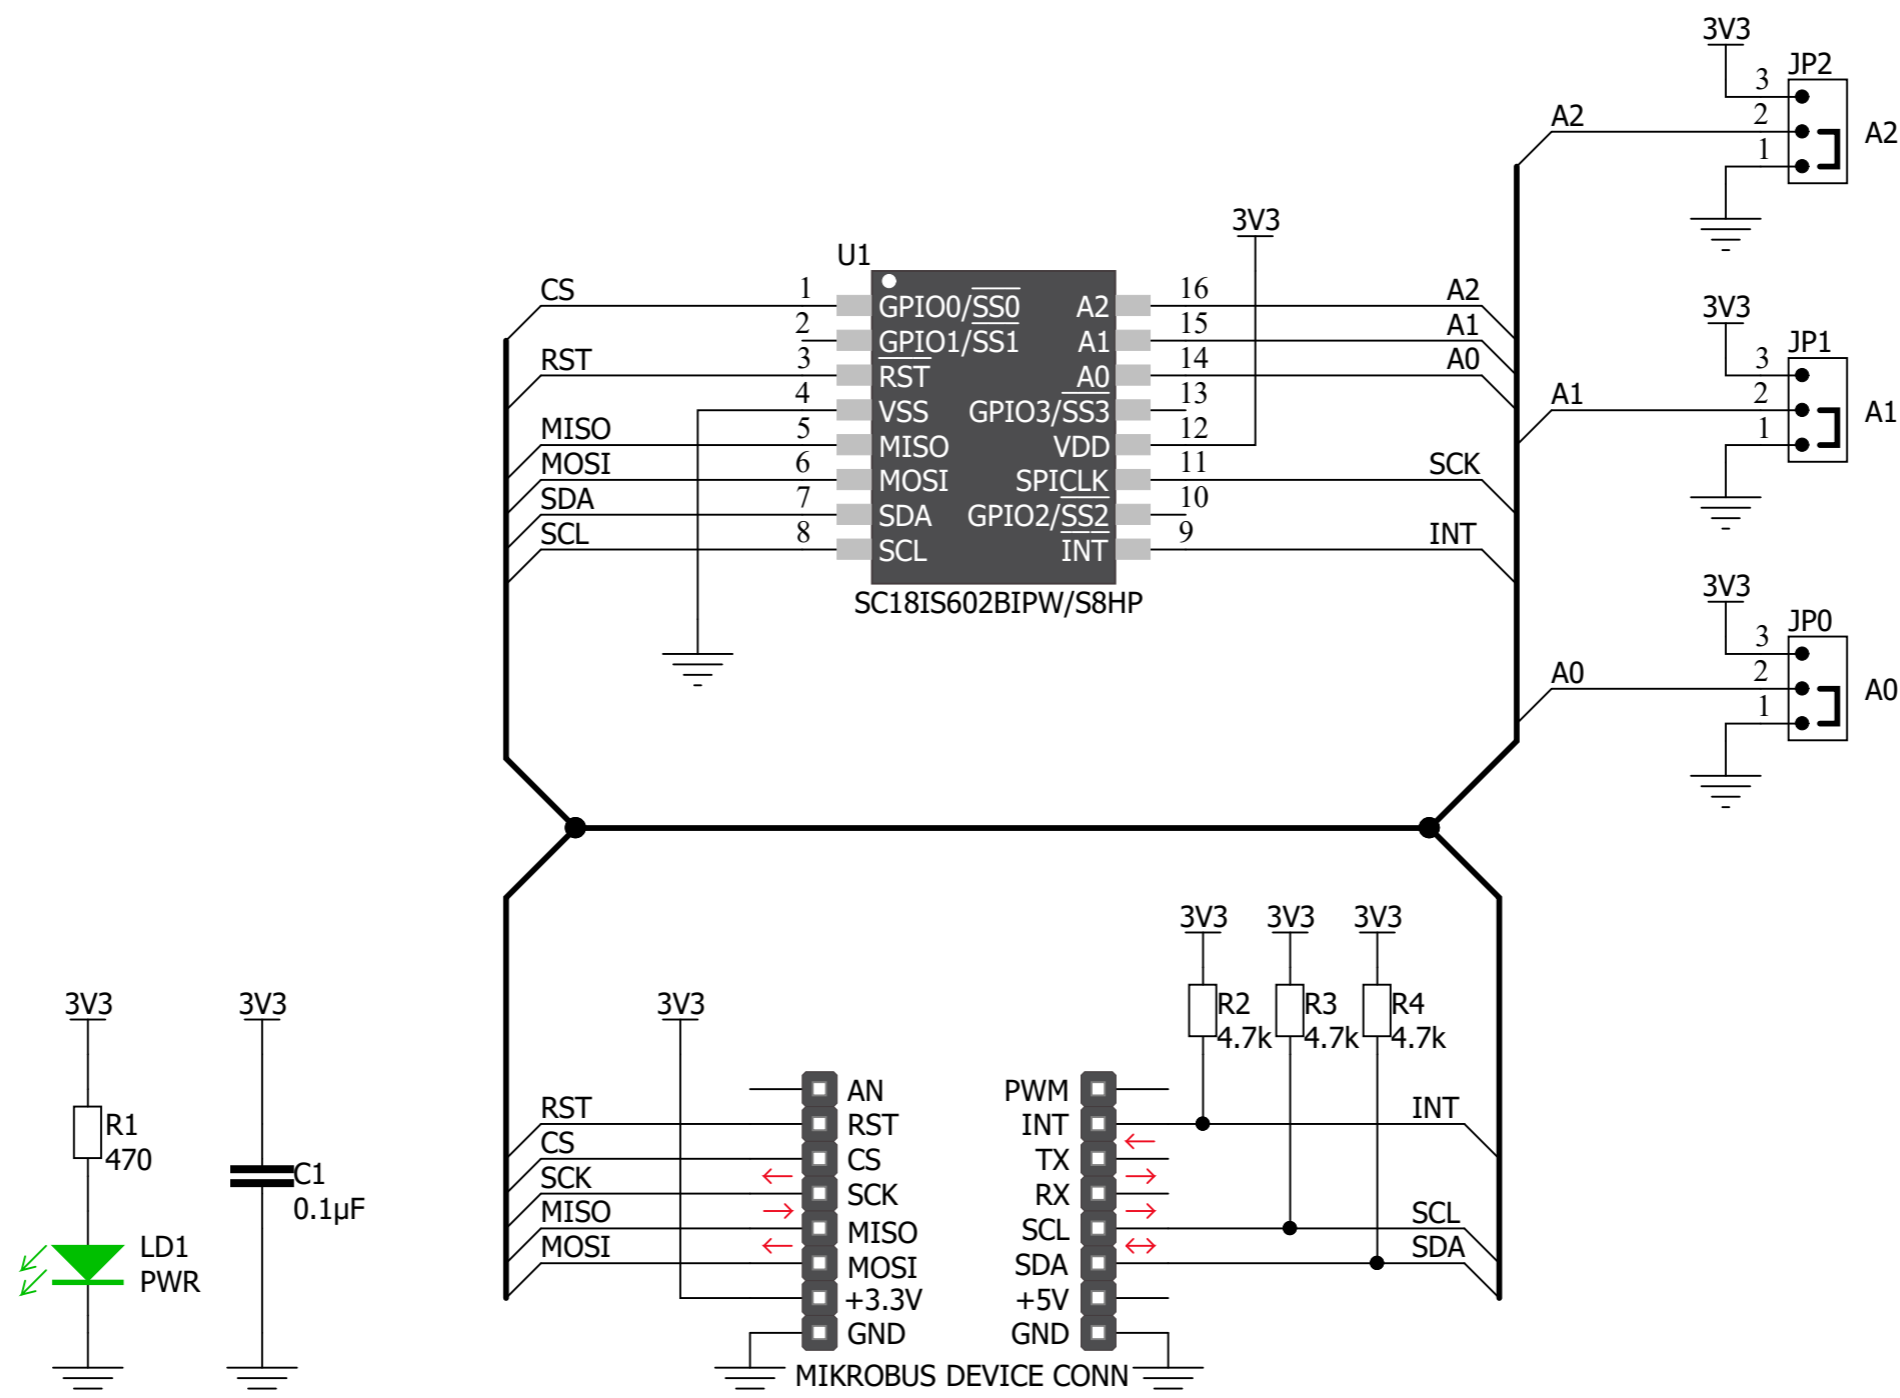 3V3
JP2
3
A2
2
A2
1
3V3
U1
CS
1
GPIO0/SS0
A2
16
A2
2
GPIO1/SS1
A1
15
A1
RST
3
RST
A0
14
A0
4
VSS
GPIO3/SS3
13
MISO
5
MISO
VDD
12
MOSI
6
MOSI
SPICLK
11
SCK
SDA
7
SDA
GPIO2/SS2
10
SCL
8
SCL
INT
9
INT
SC18IS602BIPW/S8HP
3V3
JP1
3
A1
2
A1
1
3V3
JP0
3
A0
2
A0
1
3V3
R1
470
LD1
PWR
3V3
C1
0.1µF
3V3
3V3
3V3
3V3
R2
4.7k
R3
4.7k
R4
4.7k
AN
PWM
RST
RST
INT
INT
CS
CS
TX
SCK
SCK
RX
MISO
MISO
SCL
SCL
MOSI
MOSI
SDA
SDA
+3.3V
+5V
GND
GND
MIKROBUS DEVICE CONN